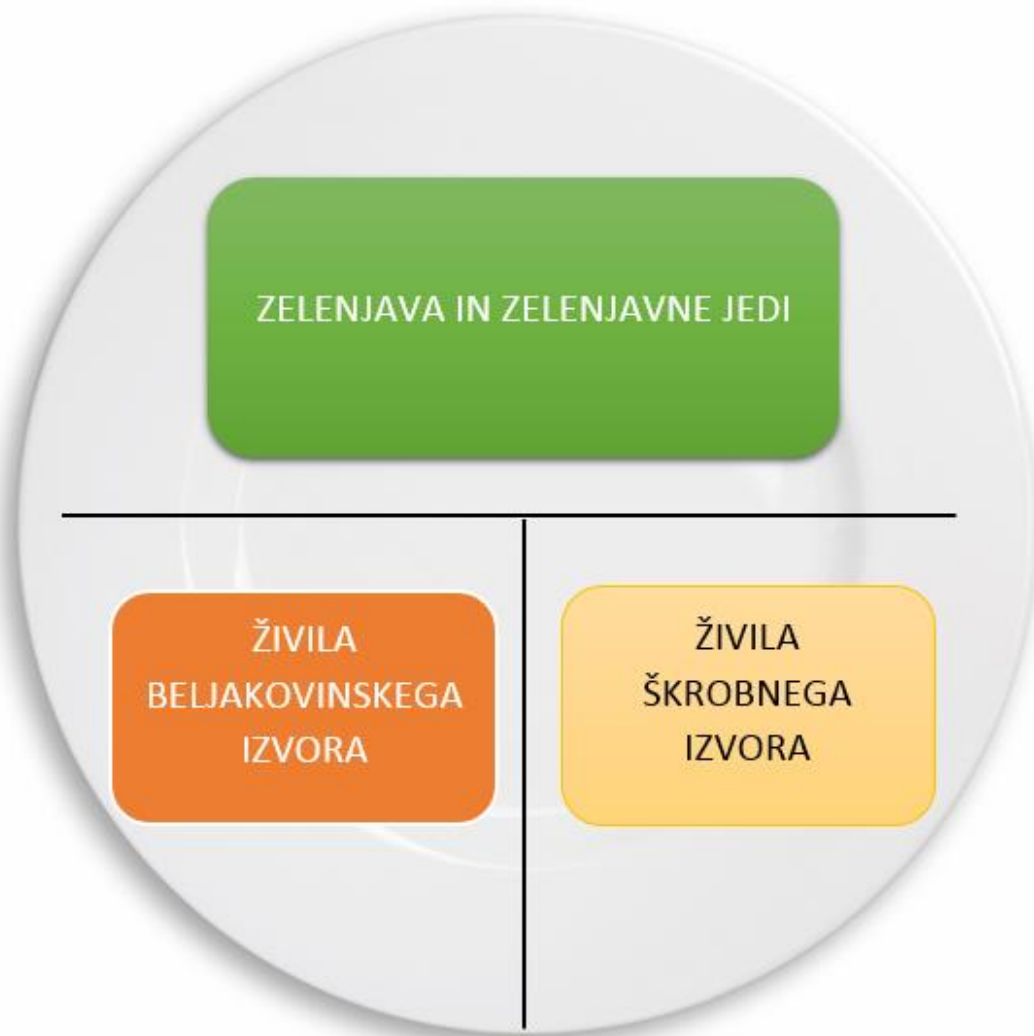 ZELENJAVA IN ZELENJAVNE JEDI
ŽIVILA
BELJAKOVINSKEGA
IZVORA
ŽIVILA
ŠKROBNEGA
IZVORA